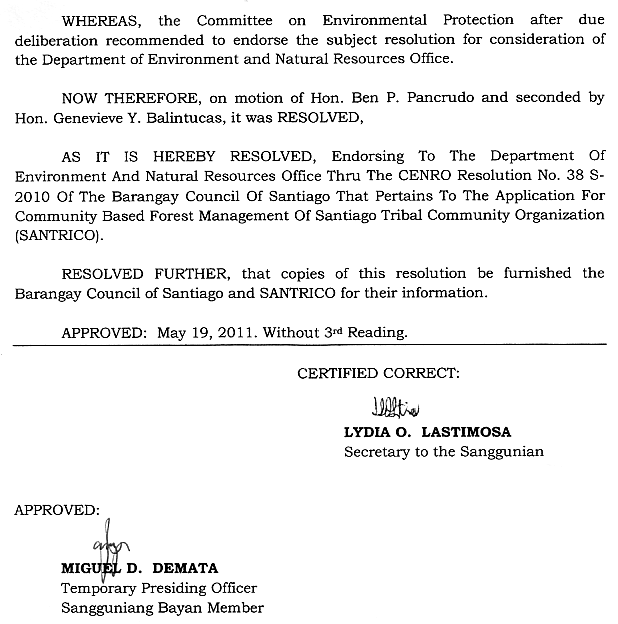 WHEREAS, the Committee on Environmental Protection after due
deliberation recommended to endorse the subject resolution for consideration of
the Department of Environment and Natural Resources Office.
NOW THEREFORE, on motion of Hon. Ben P. Pancrudo and seconded by
Hon. Genevieve Y. Balintucas, it was RESOLVED,
AS IT IS HEREBY RESOLVED, Endorsing To The Department Of
Environment And Natural Resources Office Thru The CENRO Resolution No. 38 S-
2010 Of The Barangay Council Of Santiago That Pertains To The Application For
Community Based Forest Management Of Santiago Tribal Community Organization
(SANTRICO).
RESOLVED FURTHER, that copies of this resolution be furnished the
Barangay Council of Santiago and SANTRICO for their information.
APPROVED: May 19, 2011. Without 3rd Reading.
CERTIFIED CORRECT:
LYDIA O. LASTIMOSA
Secretary to the Sanggunian
APPROVED:
MIGUEL D. DEMATA
Temporary Presiding Officer
Sangguniang Bayan Member